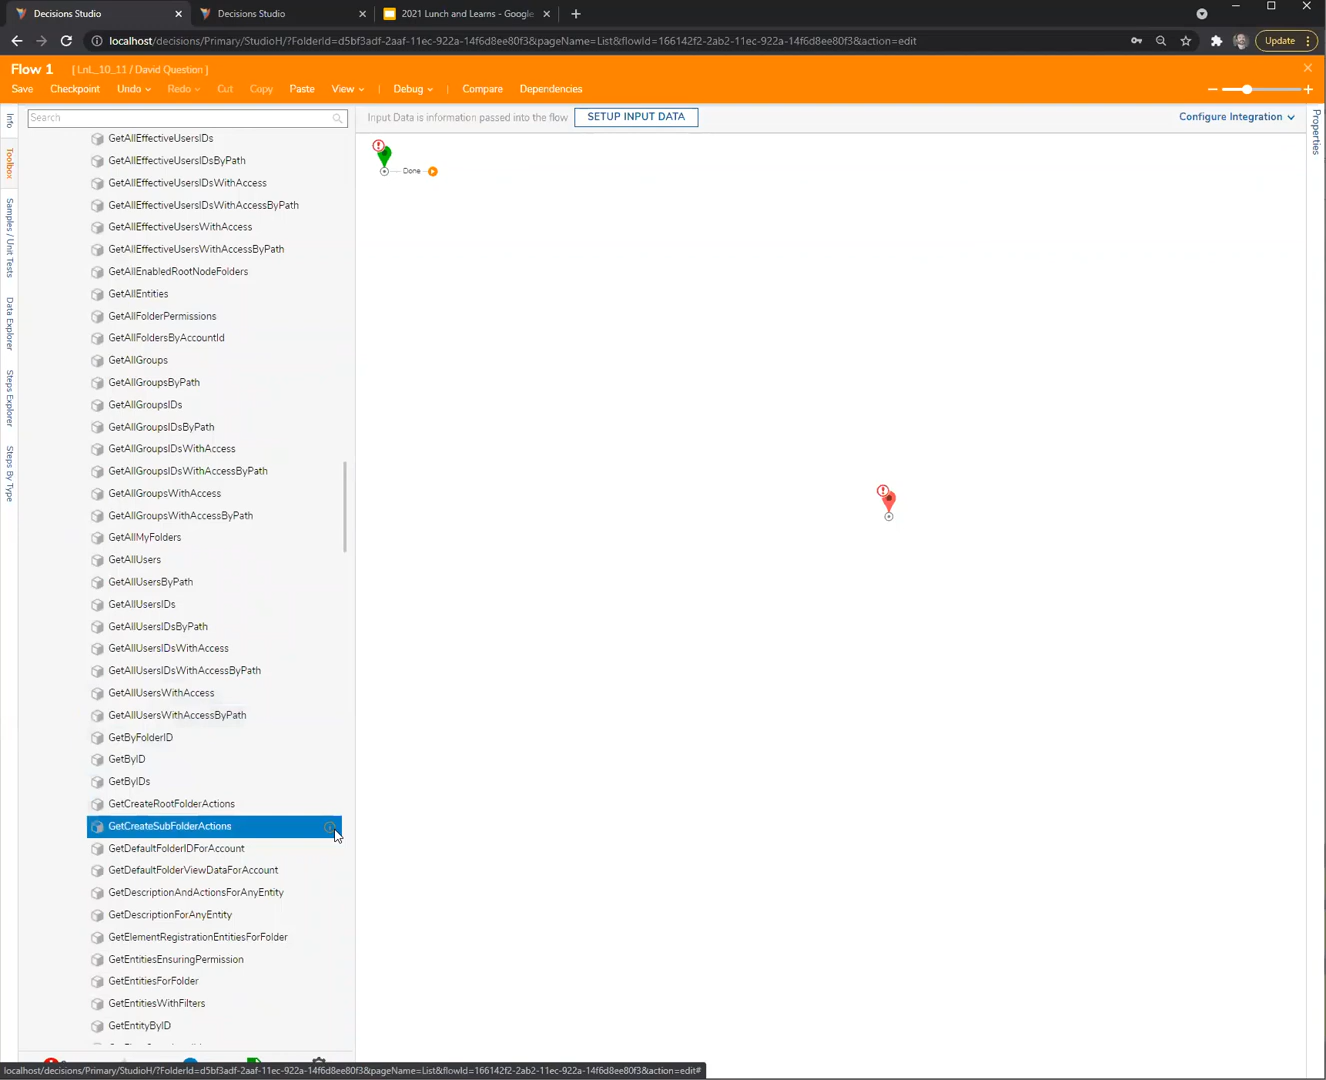 Decisions Studio
Decisions Studio
2021 Lunch and Learns - Google
localhost/decisions/Primary/StudioH/?FolderId=d5bf3adf-2aaf-11ec-922a-14f6d8ee80f3&pageName=List&flowId=166142f2-2ab2-11ec-922a-14f6d8ee80f3&action=edit
Update
Flow 1 [ LnL_10_11 / David Question ]
Save Checkpoint Undo Redo Cut Copy Paste View Debug Compare Dependencies
Search
Input Data is information passed into the flow SETUP INPUT DATA Configure Integration
Info
Toolbox
Samples / Unit Tests
Data Explorer
Steps Explorer
Steps By Type
Properties
Done
GetAllEffectiveUsersIDs
GetAllEffectiveUsersIDsByPath
GetAllEffectiveUsersIDsWithAccess
GetAllEffectiveUsersIDsWithAccessByPath
GetAllEffectiveUsersWithAccess
GetAllEffectiveUsersWithAccessByPath
GetAllEnabledRootNodeFolders
GetAllEntities
GetAllFolderPermissions
GetAllFoldersByAccountId
GetAllGroups
GetAllGroupsByPath
GetAllGroupsIDs
GetAllGroupsIDsByPath
GetAllGroupsIDsWithAccess
GetAllGroupsIDsWithAccessByPath
GetAllGroupsWithAccess
GetAllGroupsWithAccessByPath
GetAllMyFolders
GetAllUsers
GetAllUsersByPath
GetAllUsersIDs
GetAllUsersIDsByPath
GetAllUsersIDsWithAccess
GetAllUsersIDsWithAccessByPath
GetAllUsersWithAccess
GetAllUsersWithAccessByPath
GetByFolderID
GetByID
GetByIDs
GetCreateRootFolderActions
GetCreateSubFolderActions
GetDefaultFolderIDForAccount
GetDefaultFolderViewDataForAccount
GetDescriptionAndActionsForAnyEntity
GetDescriptionForAnyEntity
GetElementRegistrationEntitiesForFolder
GetEntitiesEnsuringPermission
GetEntitiesForFolder
GetEntitiesWithFilters
GetEntityByID
localhost/decisions/Primary/StudioH/?FolderId=d5bf3adf-2aaf-11ec-922a-14f6d8ee80f3&pageName=List&flowId=166142f2-2ab2-11ec-922a-14f6d8ee80f3&action=edit#